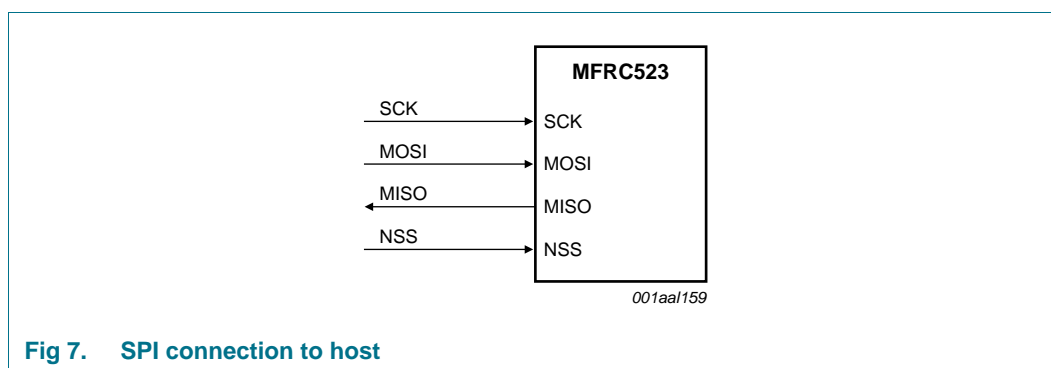 MFRC523
SCK
SCK
MOSI
MOSI
MISO
MISO
NSS
NSS
001aal159
Fig 7. SPI connection to host